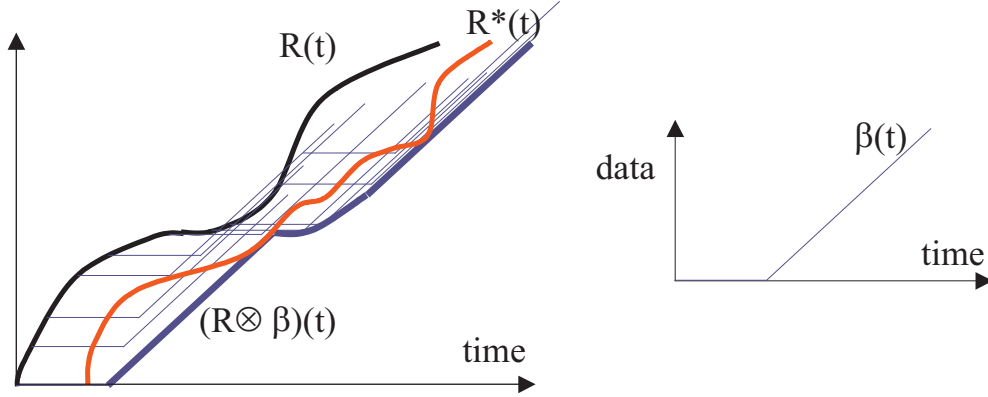 R(t)
R*(t)
(R⊗ β)(t)
time
data
β(t)
time